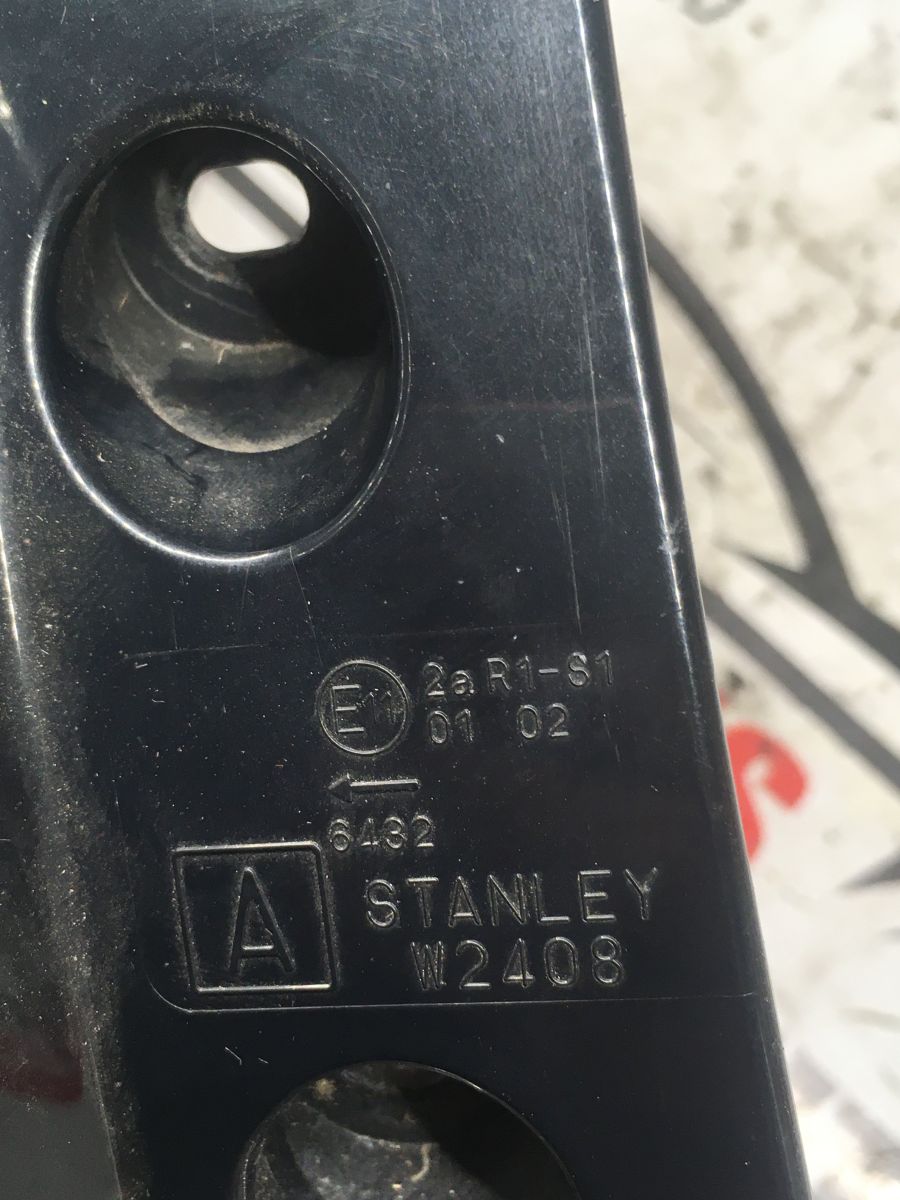 E11 2a R1-S1
01 02
←
6432
A STANLEY
W2408